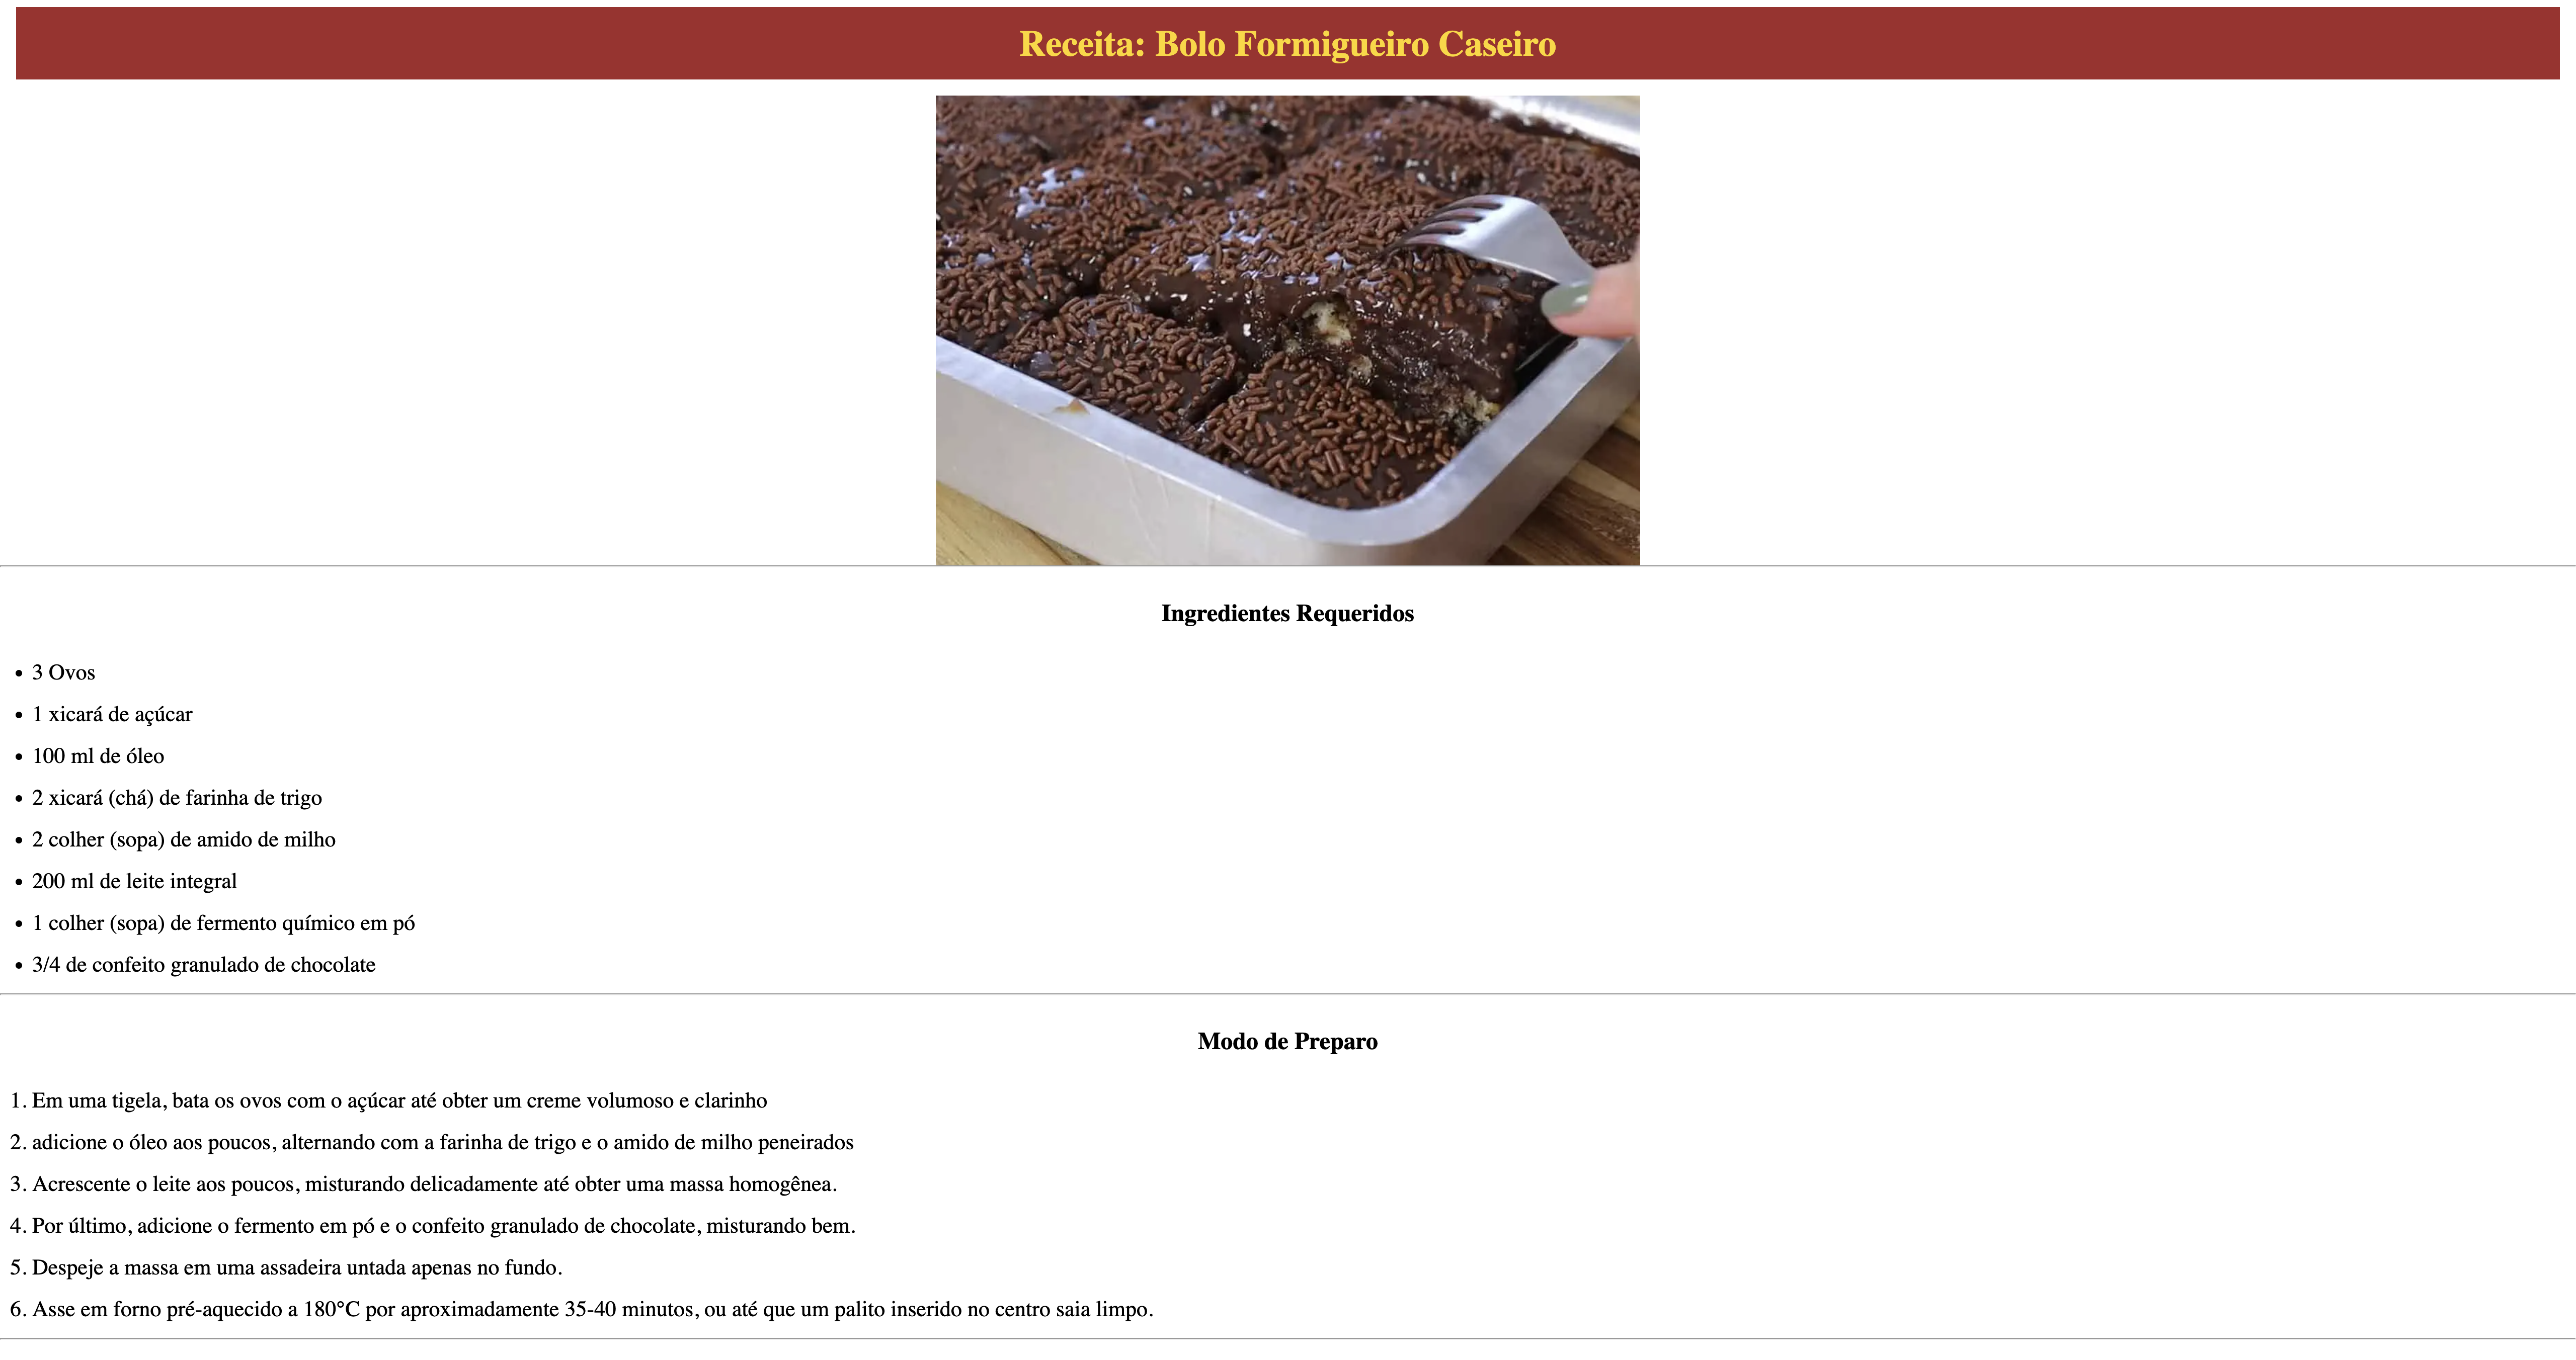 Receita: Bolo Formigueiro Caseiro
Ingredientes Requeridos
• 3 Ovos
• 1 xicará de açúcar
• 100 ml de óleo
• 2 xicará (chá) de farinha de trigo
• 2 colher (sopa) de amido de milho
• 200 ml de leite integral
• 1 colher (sopa) de fermento químico em pó
• 3/4 de confeito granulado de chocolate
Modo de Preparo
1. Em uma tigela, bata os ovos com o açúcar até obter um creme volumoso e clarinho
2. adicione o óleo aos poucos, alternando com a farinha de trigo e o amido de milho peneirados
3. Acrescente o leite aos poucos, misturando delicadamente até obter uma massa homogênea.
4. Por último, adicione o fermento em pó e o confeito granulado de chocolate, misturando bem.
5. Despeje a massa em uma assadeira untada apenas no fundo.
6. Asse em forno pré-aquecido a 180°C por aproximadamente 35-40 minutos, ou até que um palito inserido no centro saia limpo.